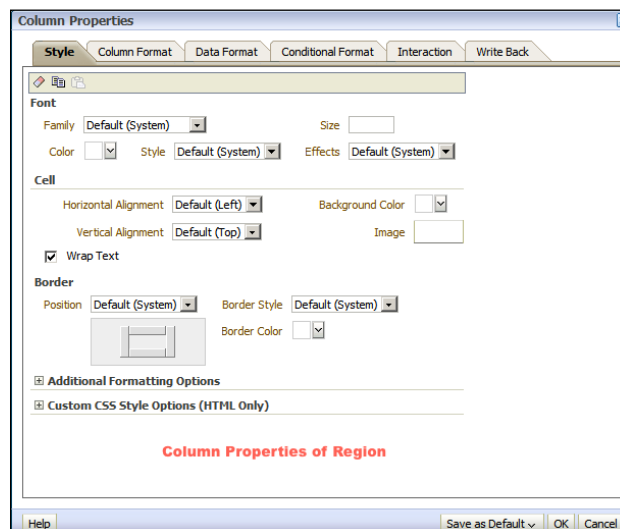 Column Properties
Style Column Format Data Format Conditional Format Interaction Write Back
Font
Family Default (System) Size
Color Style Default (System) Effects Default (System)
Cell
Horizontal Alignment Default (Left) Background Color
Vertical Alignment Default (Top) Image
Wrap Text
Border
Position Default (System) Border Style Default (System)
Border Color
Additional Formatting Options
Custom CSS Style Options (HTML Only)
Column Properties of Region
Help Save as Default OK Cancel